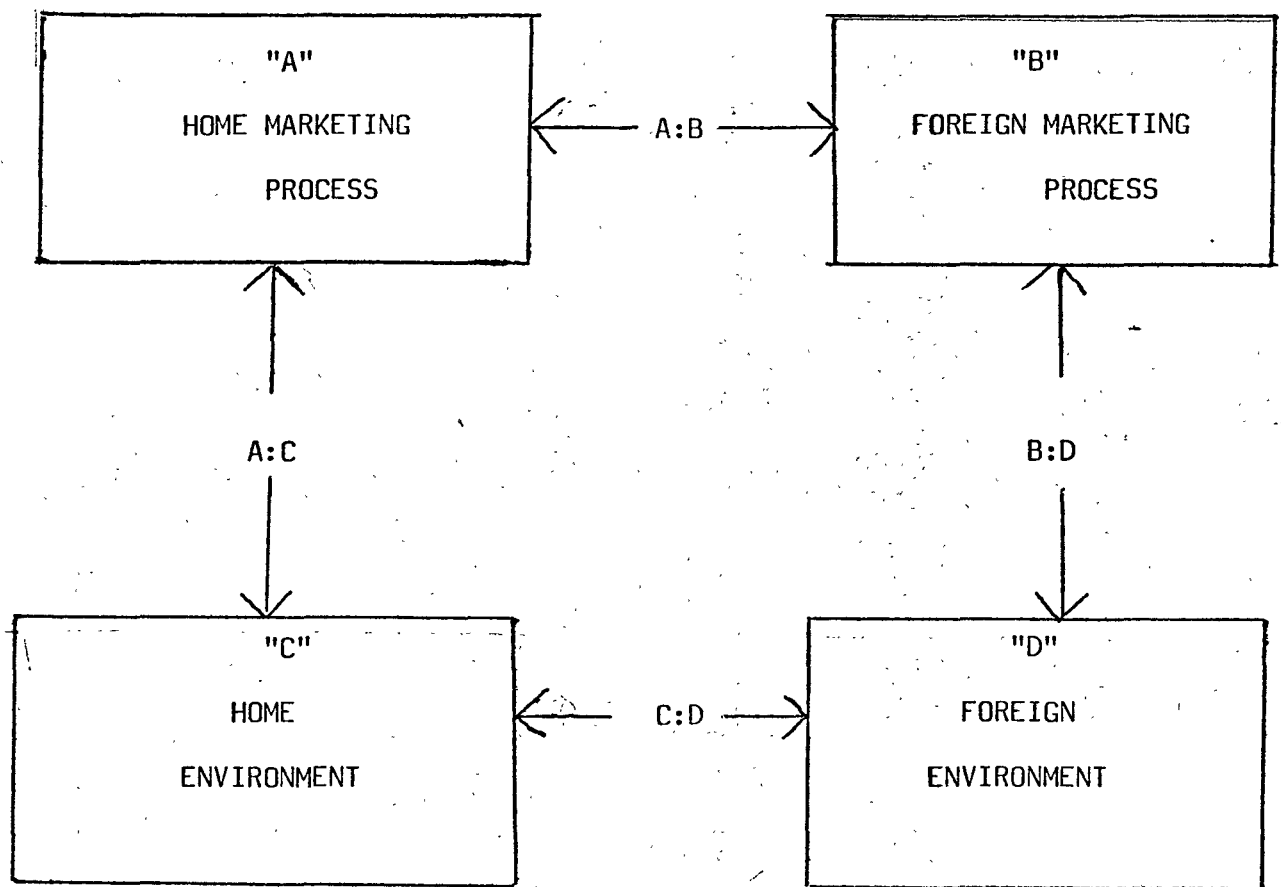 "A"
HOME MARKETING
PROCESS
A:B
"B"
FOREIGN MARKETING
PROCESS
A:C
B:D
"C"
HOME
ENVIRONMENT
C:D
"D"
FOREIGN
ENVIRONMENT